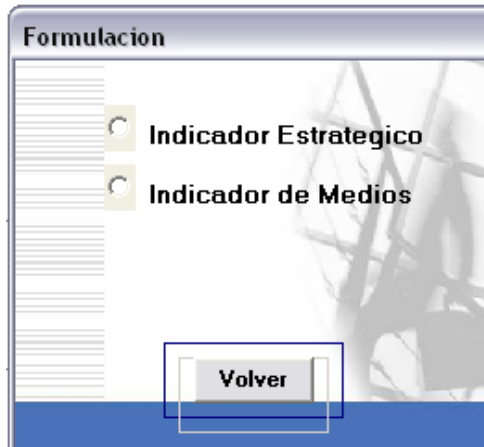 Formulacion
Indicador Estrategico
Indicador de Medios
Volver